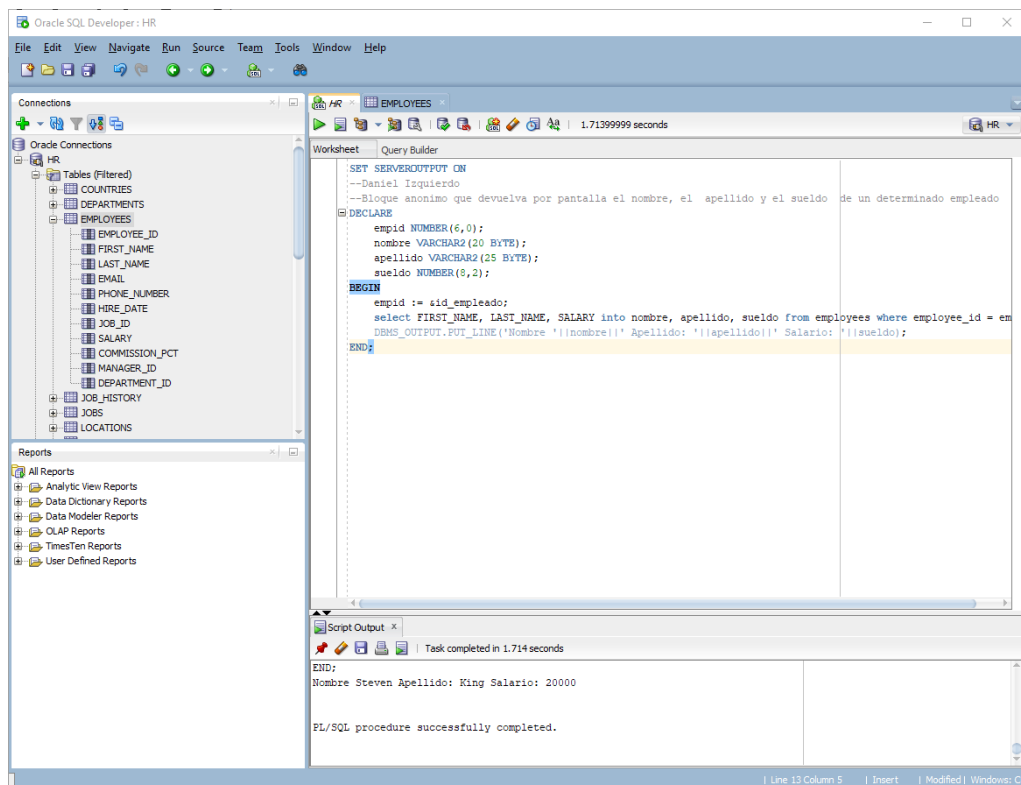 Oracle SQL Developer : HR
File Edit View Navigate Run Source Team Tools Window Help
Connections
Oracle Connections
HR
Tables (Filtered)
COUNTRIES
DEPARTMENTS
EMPLOYEES
EMPLOYEE_ID
FIRST_NAME
LAST_NAME
EMAIL
PHONE_NUMBER
HIRE_DATE
JOB_ID
SALARY
COMMISSION_PCT
MANAGER_ID
DEPARTMENT_ID
JOB_HISTORY
JOBS
LOCATIONS
Reports
All Reports
Analytic View Reports
Data Dictionary Reports
Data Modeler Reports
OLAP Reports
TimesTen Reports
User Defined Reports
HR EMPLOYEES
1.71399999 seconds HR
Worksheet Query Builder
SET SERVEROUTPUT ON
--Daniel Izquierdo
--Bloque anonimo que devuelva por pantalla el nombre, el  apellido y el sueldo  de un determinado empleado
DECLARE
empid NUMBER(6,0);
nombre VARCHAR2(20 BYTE);
apellido VARCHAR2(25 BYTE);
sueldo NUMBER(8,2);
BEGIN
empid := &id_empleado;
select FIRST_NAME, LAST_NAME, SALARY into nombre, apellido, sueldo from employees where employee_id = em
DBMS_OUTPUT.PUT_LINE('Nombre '||nombre||' Apellido: '||apellido||' Salario: '||sueldo);
END;
Script Output
Task completed in 1.714 seconds
END;
Nombre Steven Apellido: King Salario: 20000
PL/SQL procedure successfully completed.
Line 13 Column 5 | Insert | Modified | Windows: C